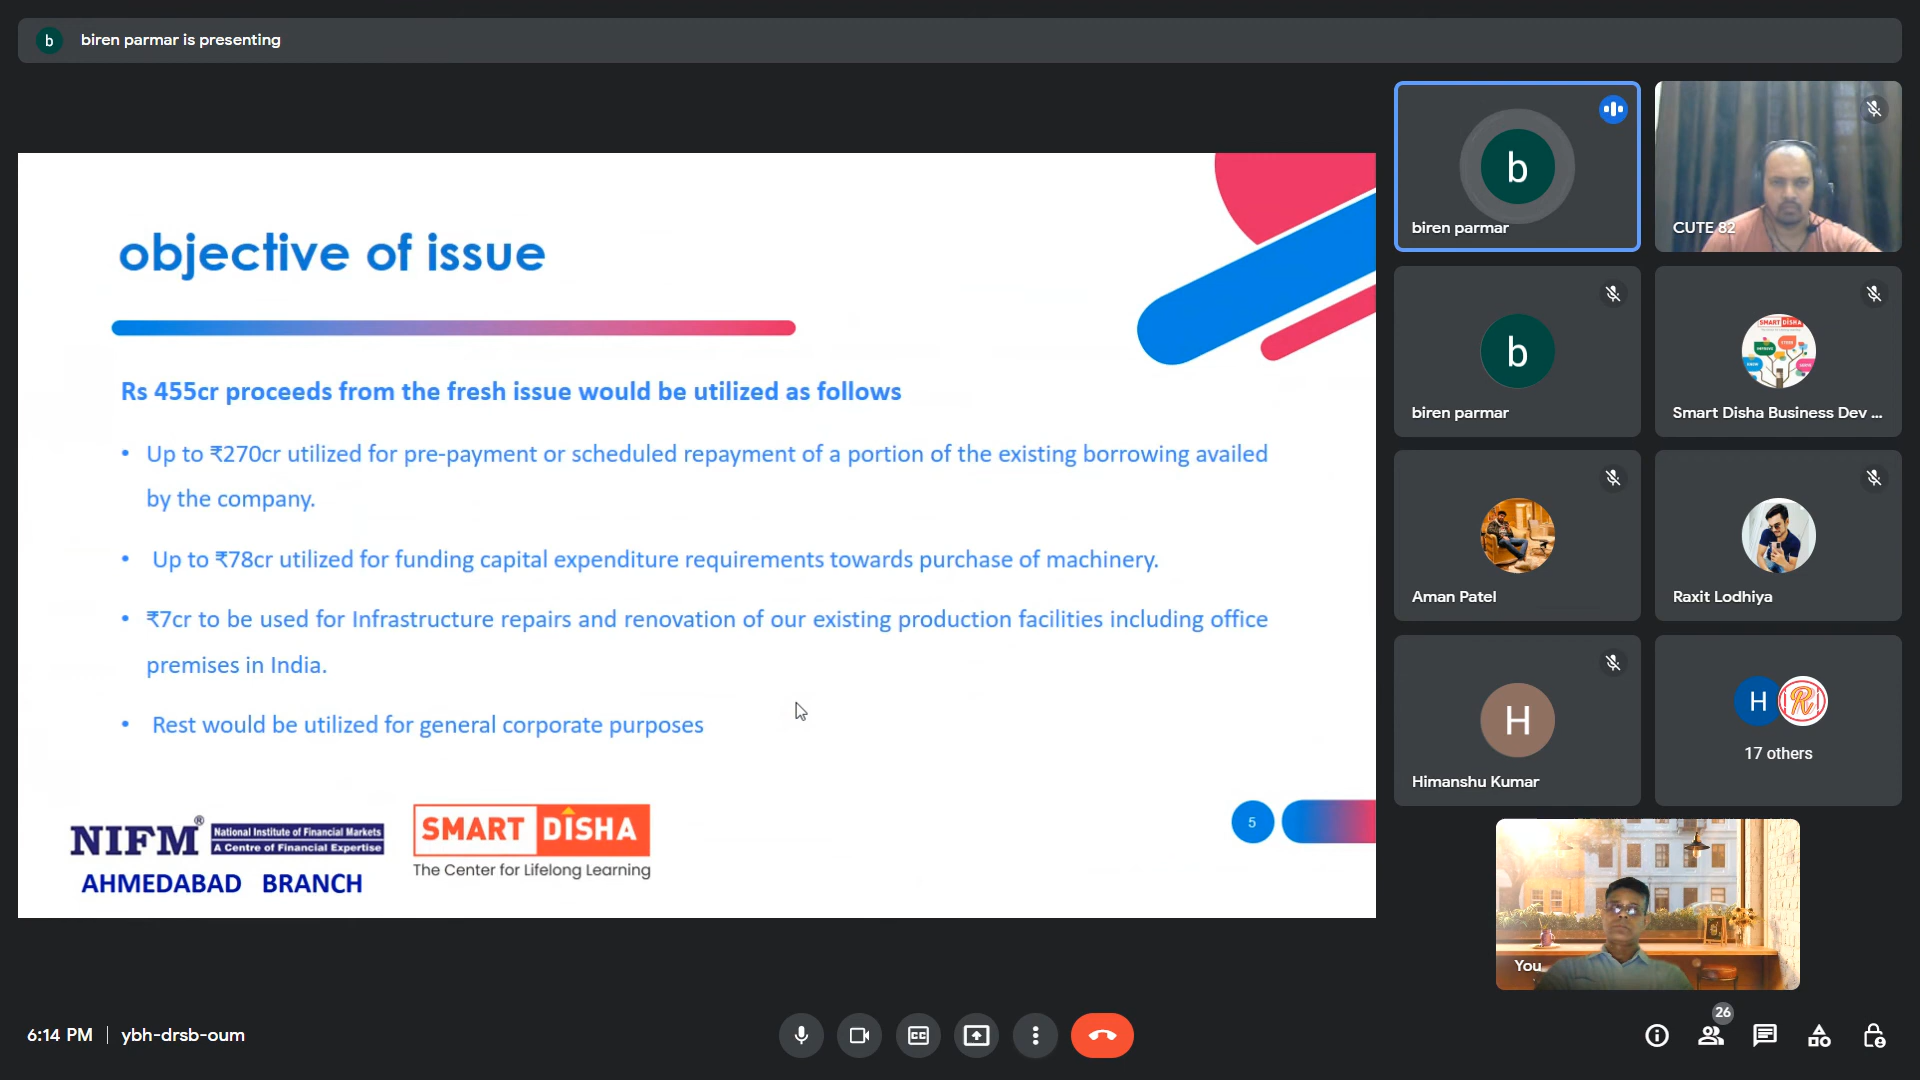 b
biren parmar is presenting
objective of issue
Rs 455cr proceeds from the fresh issue would be utilized as follows
• Up to ₹270cr utilized for pre-payment or scheduled repayment of a portion of the existing borrowing availed
by the company.
• Up to ₹78cr utilized for funding capital expenditure requirements towards purchase of machinery.
• ₹7cr to be used for Infrastructure repairs and renovation of our existing production facilities including office
premises in India.
• Rest would be utilized for general corporate purposes
NIFM®
National Institute of Financial Markets
A Centre of Financial Expertise
AHMEDABAD BRANCH
SMART DISHA
The Center for Lifelong Learning
5
b
biren parmar
CUTE 82
b
biren parmar
SMART DISHA
Smart Disha Business Dev ...
Aman Patel
Raxit Lodhiya
H
Himanshu Kumar
H
R
17 others
You
6:14 PM | ybh-drsb-oum
CC
26